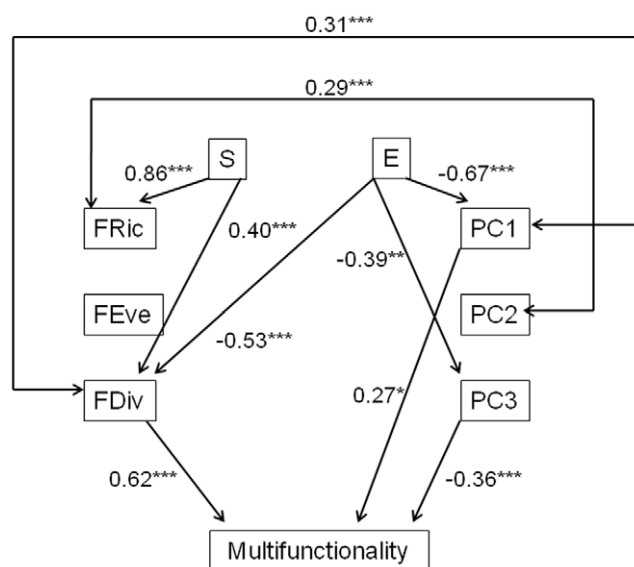 0.31***
0.29***
S
E
0.86***
-0.67***
FRic
0.40***
PC1
-0.39**
FEve
PC2
-0.53***
FDiv
0.27*
PC3
0.62***
-0.36***
Multifunctionality